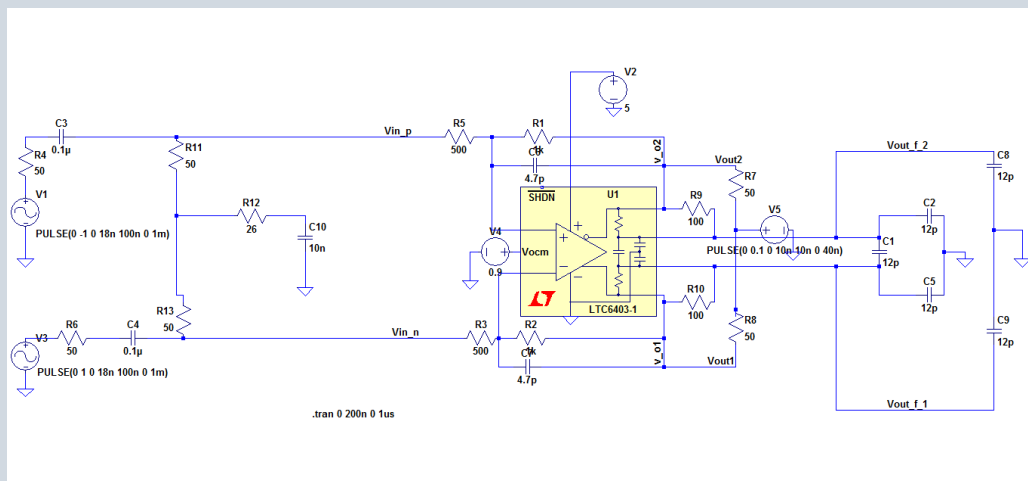 V2
5
C3
0.1µ
R4
50
V1
PULSE(0 -1 0 18n 100n 0 1m)
R11
50
R12
26
C10
10n
Vin_p
R5
500
R1
1k
C6
4.7p
v_o2
Vout2
R7
50
SHDN
U1
R9
100
V5
PULSE(0 0.1 0 10n 10n 0 40n)
V4
0.9
Vocm
LTC6403-1
R10
100
Vout_f_2
C8
12p
C2
12p
C1
12p
C5
12p
C9
12p
Vout_f_1
R13
50
R6
50
C4
0.1µ
V3
PULSE(0 1 0 18n 100n 0 1m)
Vin_n
R3
500
R2
1k
C7
4.7p
v_o1
Vout1
R8
50
.tran 0 200n 0 1us